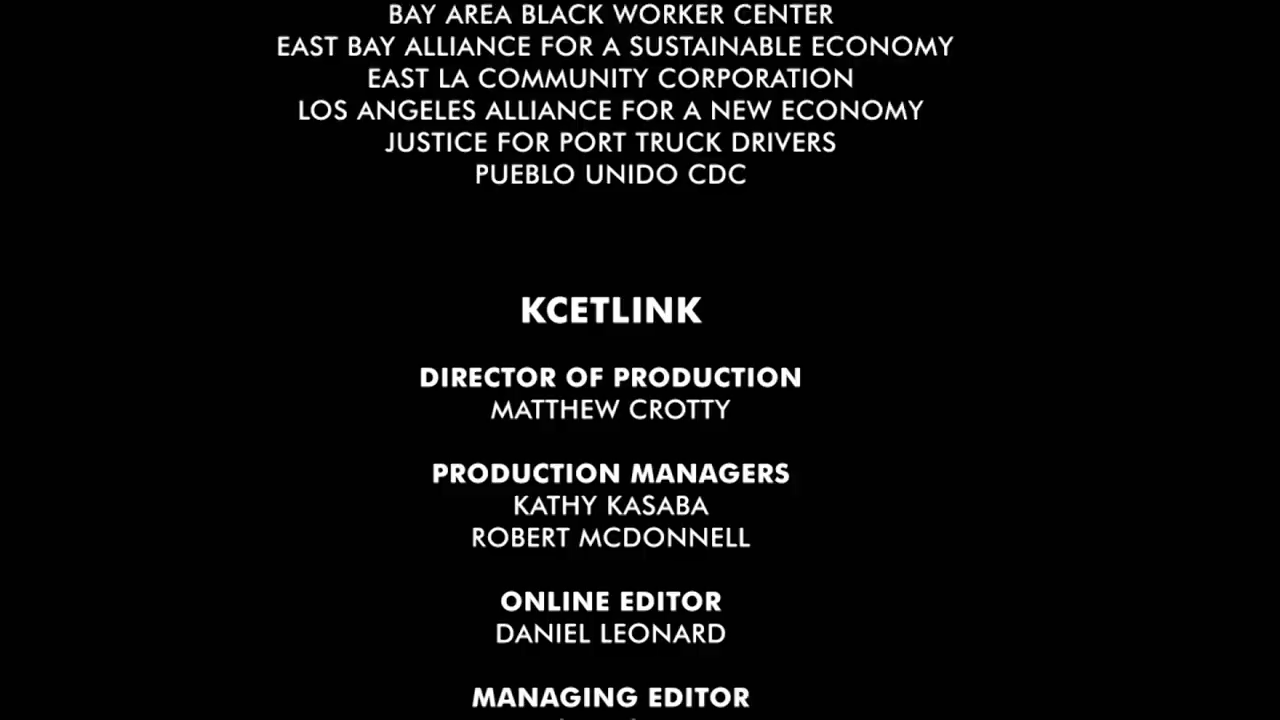 BAY AREA BLACK WORKER CENTER
EAST BAY ALLIANCE FOR A SUSTAINABLE ECONOMY
EAST LA COMMUNITY CORPORATION
LOS ANGELES ALLIANCE FOR A NEW ECONOMY
JUSTICE FOR PORT TRUCK DRIVERS
PUEBLO UNIDO CDC
KCETLINK
DIRECTOR OF PRODUCTION
MATTHEW CROTTY
PRODUCTION MANAGERS
KATHY KASABA
ROBERT MCDONNELL
ONLINE EDITOR
DANIEL LEONARD
MANAGING EDITOR